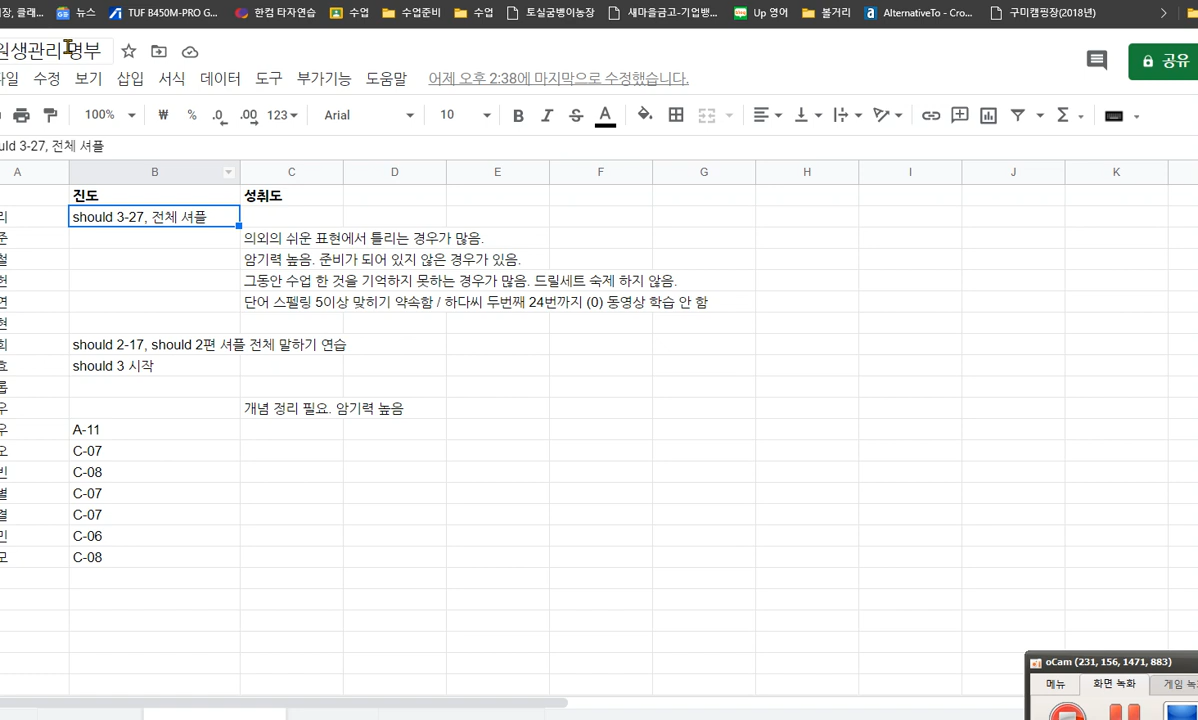 장, 클래... 뉴스 TUF B450M-PRO G... 한컴 타자연습 수업 수업준비 수업 토실궁뱅이농장 새마을금고-기업뱅... Up 영어 볼거리 AlternativeTo - Cro... 구미캠핑장(2018년)
원생관리 명부
파일 수정 보기 삽입 서식 데이터 도구 부가기능 도움말 어제 오후 2:38에 마지막으로 수정했습니다. 공유
100% ₩ % .0 .00 123 Arial 10 B I S A Σ
uld 3-27, 전체 셔플
A B C D E F G H I J K
진도 성취도
리 should 3-27, 전체 셔플
준 의외의 쉬운 표현에서 틀리는 경우가 많음.
철 암기력 높음. 준비가 되어 있지 않은 경우가 있음.
헌 그동안 수업 한 것을 기억하지 못하는 경우가 많음. 드릴세트 숙제 하지 않음.
연 단어 스펠링 5이상 맞히기 약속함 / 하다씨 두번째 24번까지 (0) 동영상 학습 안 함
현
희 should 2-17, should 2편 셔플 전체 말하기 연습
효 should 3 시작
롭
우 개념 정리 필요. 암기력 높음
우 A-11
오 C-07
빈 C-08
별 C-07
결 C-07
민 C-06
모 C-08
oCam (231, 156, 1471, 883)
메뉴 화면 녹화 게임 녹